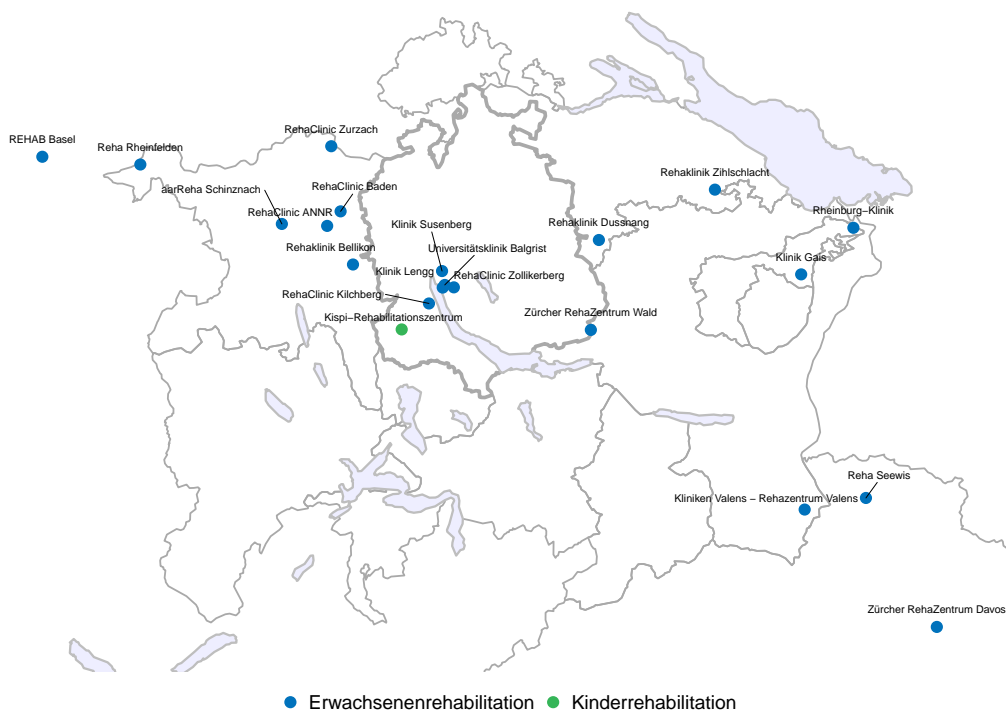 RehaClinic Zurzach
REHAB Basel
Reha Rheinfelden
Rehaklinik Zihlschlacht
aarReha Schinznach
RehaClinic Baden
RehaClinic ANNR
Rheinburg−Klinik
Klinik Susenberg
Rehaklinik Dussnang
Rehaklinik Bellikon
Universitätsklinik Balgrist
Klinik Gais
Klinik Lengg
RehaClinic Zollikerberg
RehaClinic Kilchberg
Kispi−Rehabilitationszentrum
Zürcher RehaZentrum Wald
Reha Seewis
Kliniken Valens − Rehazentrum Valens
Zürcher RehaZentrum Davos
Erwachsenenrehabilitation
Kinderrehabilitation